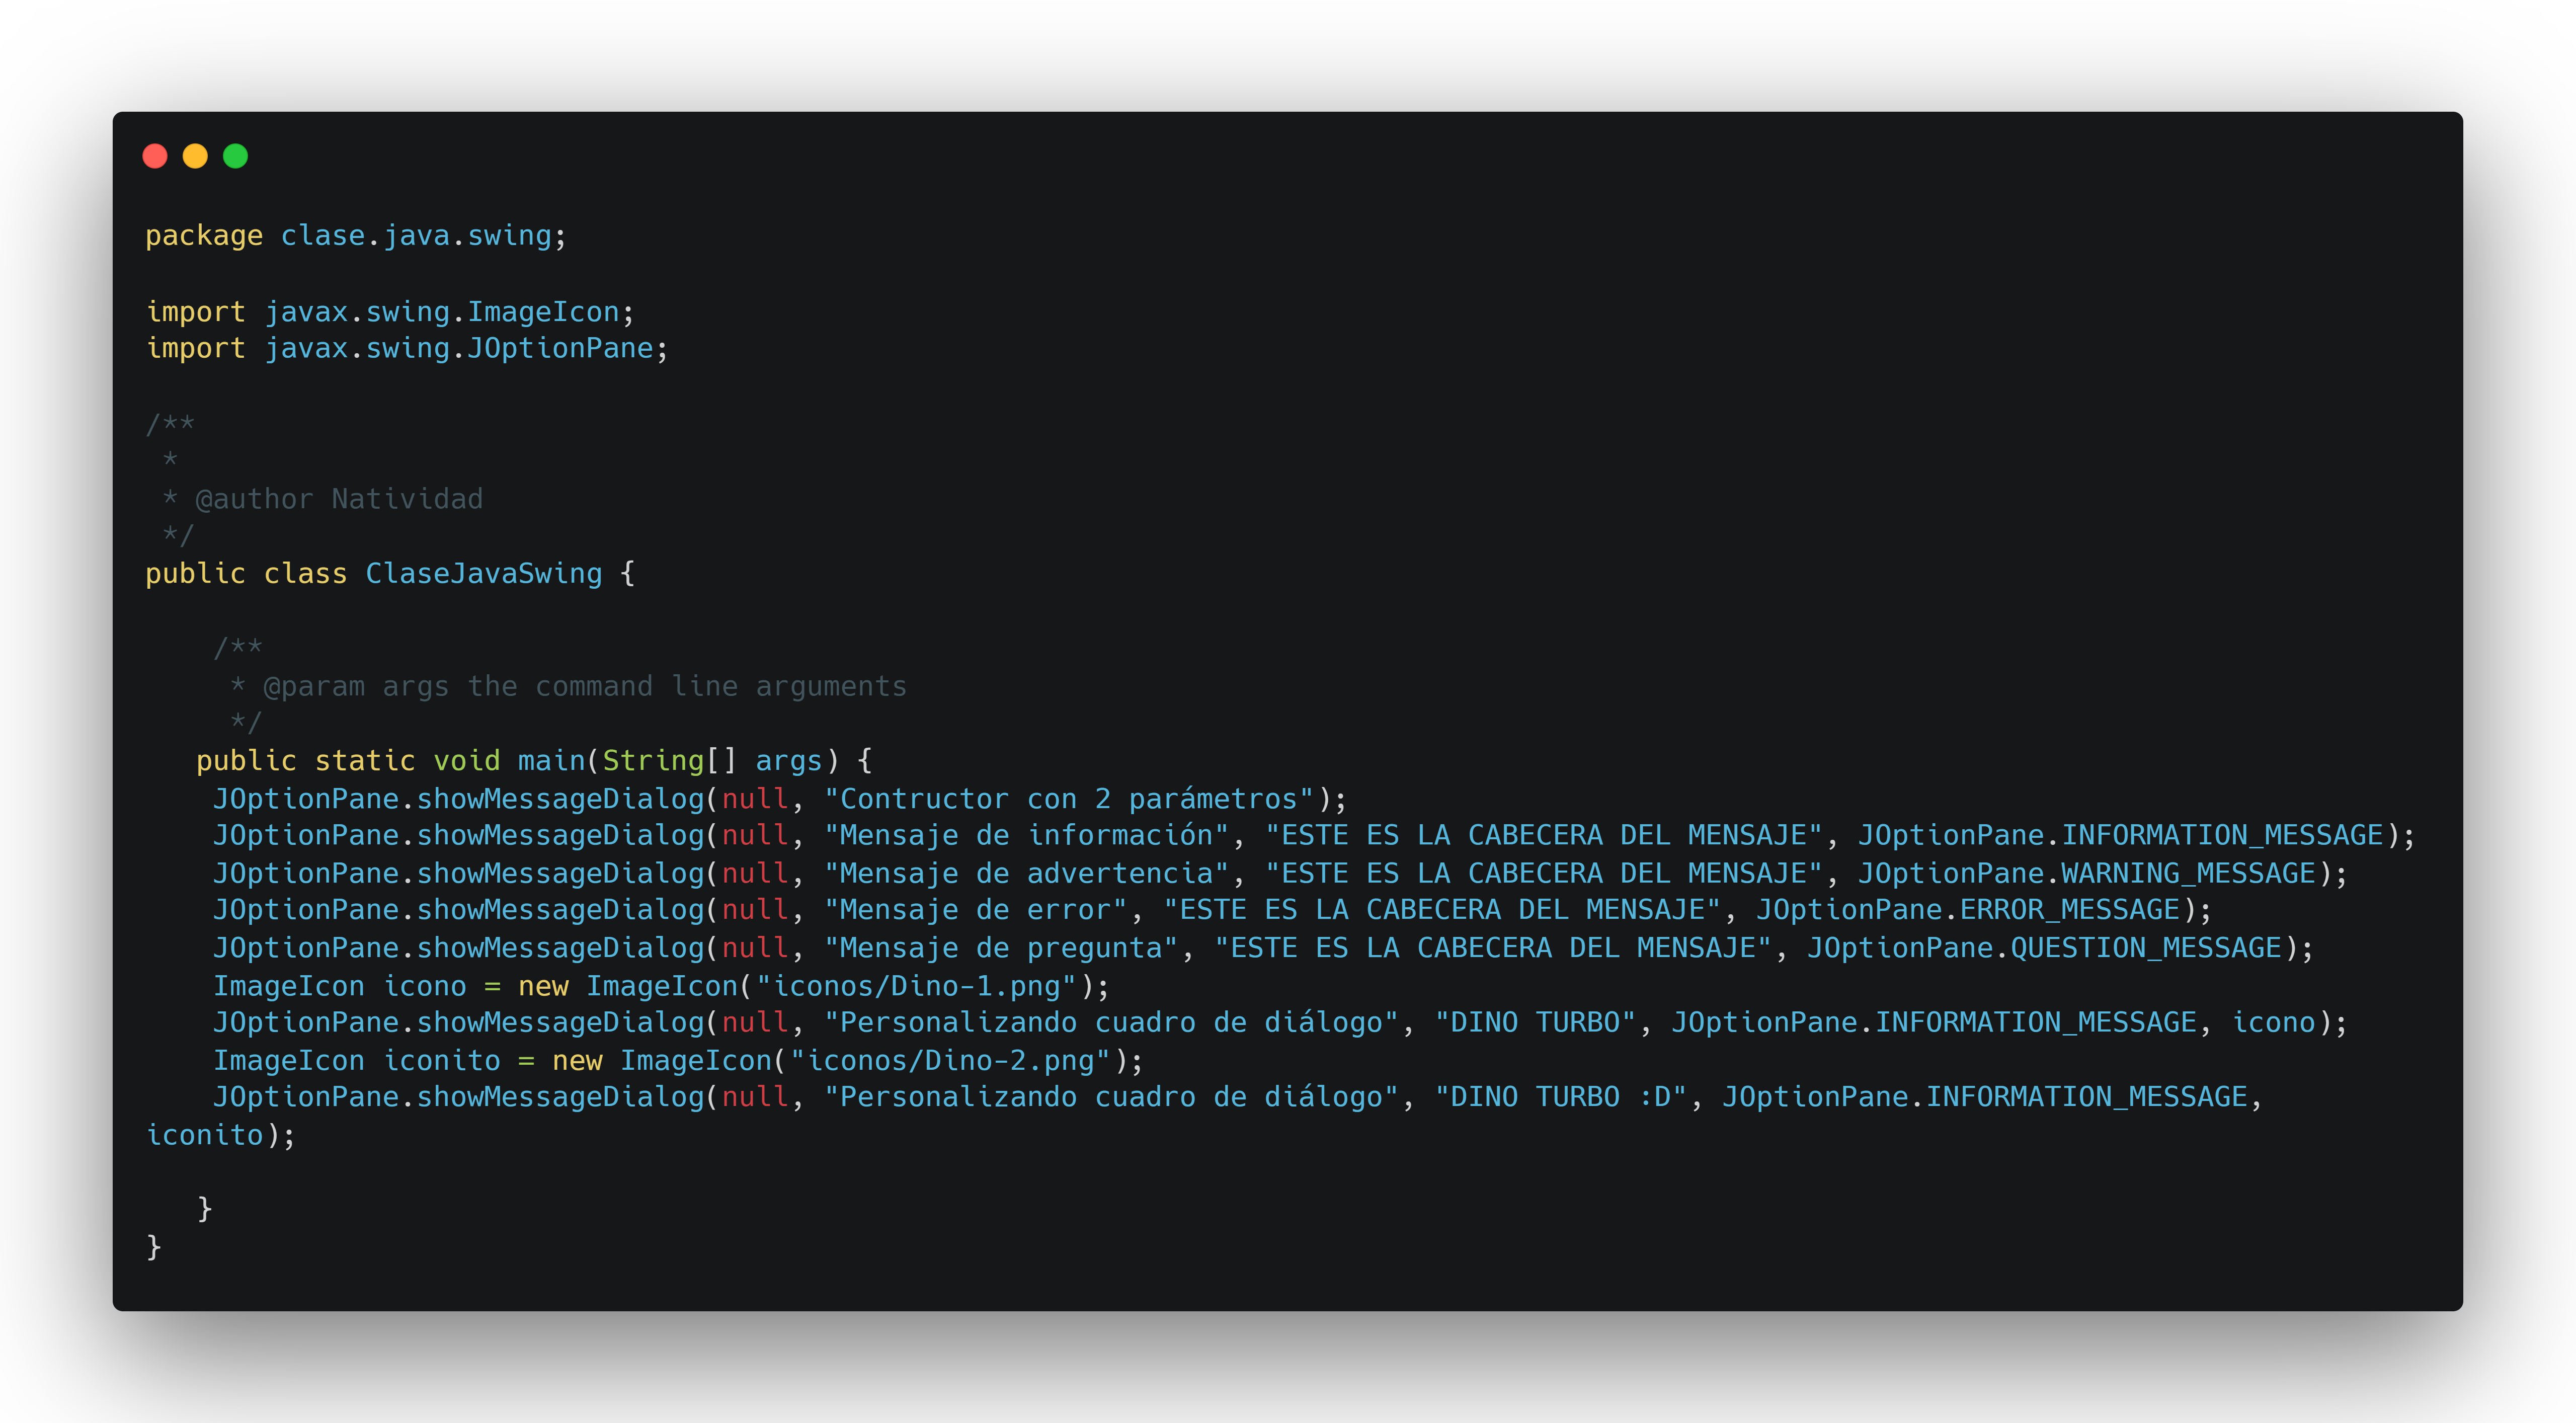 package clase.java.swing;

import javax.swing.ImageIcon;
import javax.swing.JOptionPane;

/**
 *
 * @author Natividad
 */
public class ClaseJavaSwing {

    /**
     * @param args the command line arguments
     */
   public static void main(String[] args) {
    JOptionPane.showMessageDialog(null, "Contructor con 2 parámetros");
    JOptionPane.showMessageDialog(null, "Mensaje de información", "ESTE ES LA CABECERA DEL MENSAJE", JOptionPane.INFORMATION_MESSAGE);
    JOptionPane.showMessageDialog(null, "Mensaje de advertencia", "ESTE ES LA CABECERA DEL MENSAJE", JOptionPane.WARNING_MESSAGE);
    JOptionPane.showMessageDialog(null, "Mensaje de error", "ESTE ES LA CABECERA DEL MENSAJE", JOptionPane.ERROR_MESSAGE);
    JOptionPane.showMessageDialog(null, "Mensaje de pregunta", "ESTE ES LA CABECERA DEL MENSAJE", JOptionPane.QUESTION_MESSAGE);
    ImageIcon icono = new ImageIcon("iconos/Dino-1.png");
    JOptionPane.showMessageDialog(null, "Personalizando cuadro de diálogo", "DINO TURBO", JOptionPane.INFORMATION_MESSAGE, icono);
    ImageIcon iconito = new ImageIcon("iconos/Dino-2.png");
    JOptionPane.showMessageDialog(null, "Personalizando cuadro de diálogo", "DINO TURBO :D", JOptionPane.INFORMATION_MESSAGE,
iconito);

   }
}